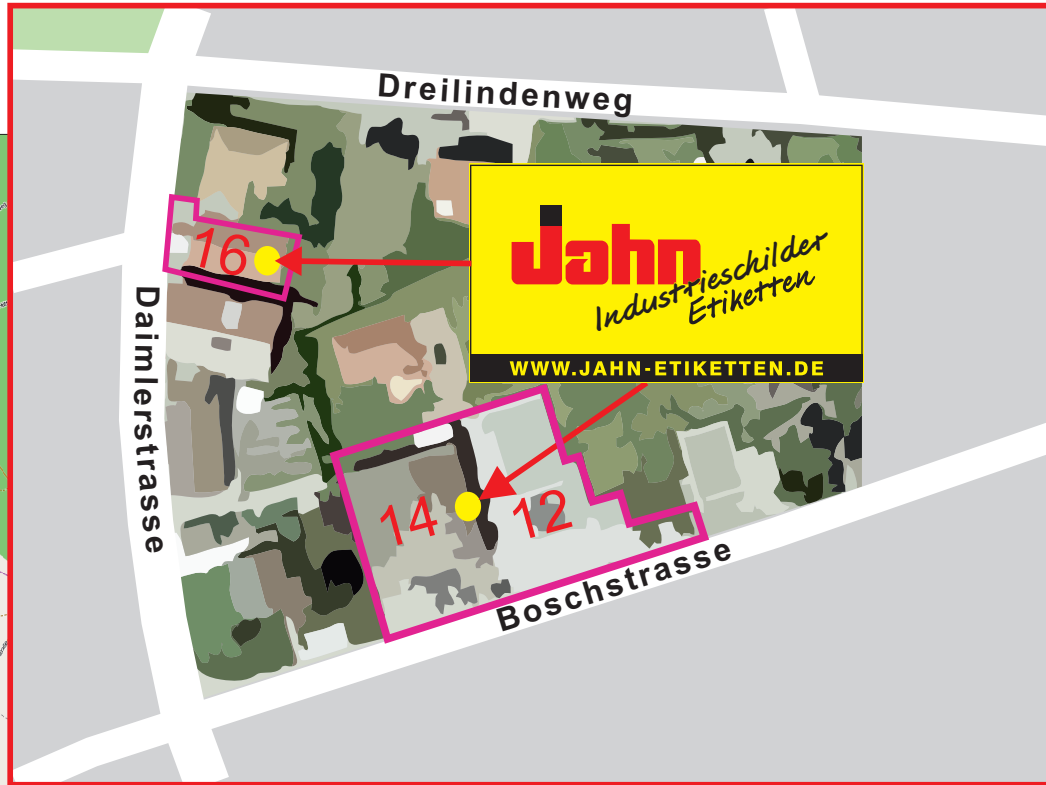 Dreilindenweg
Jahn
Industrieschilder
Etiketten
WWW.JAHN-ETIKETTEN.DE
16
Daimlerstrasse
14
12
Boschstrasse